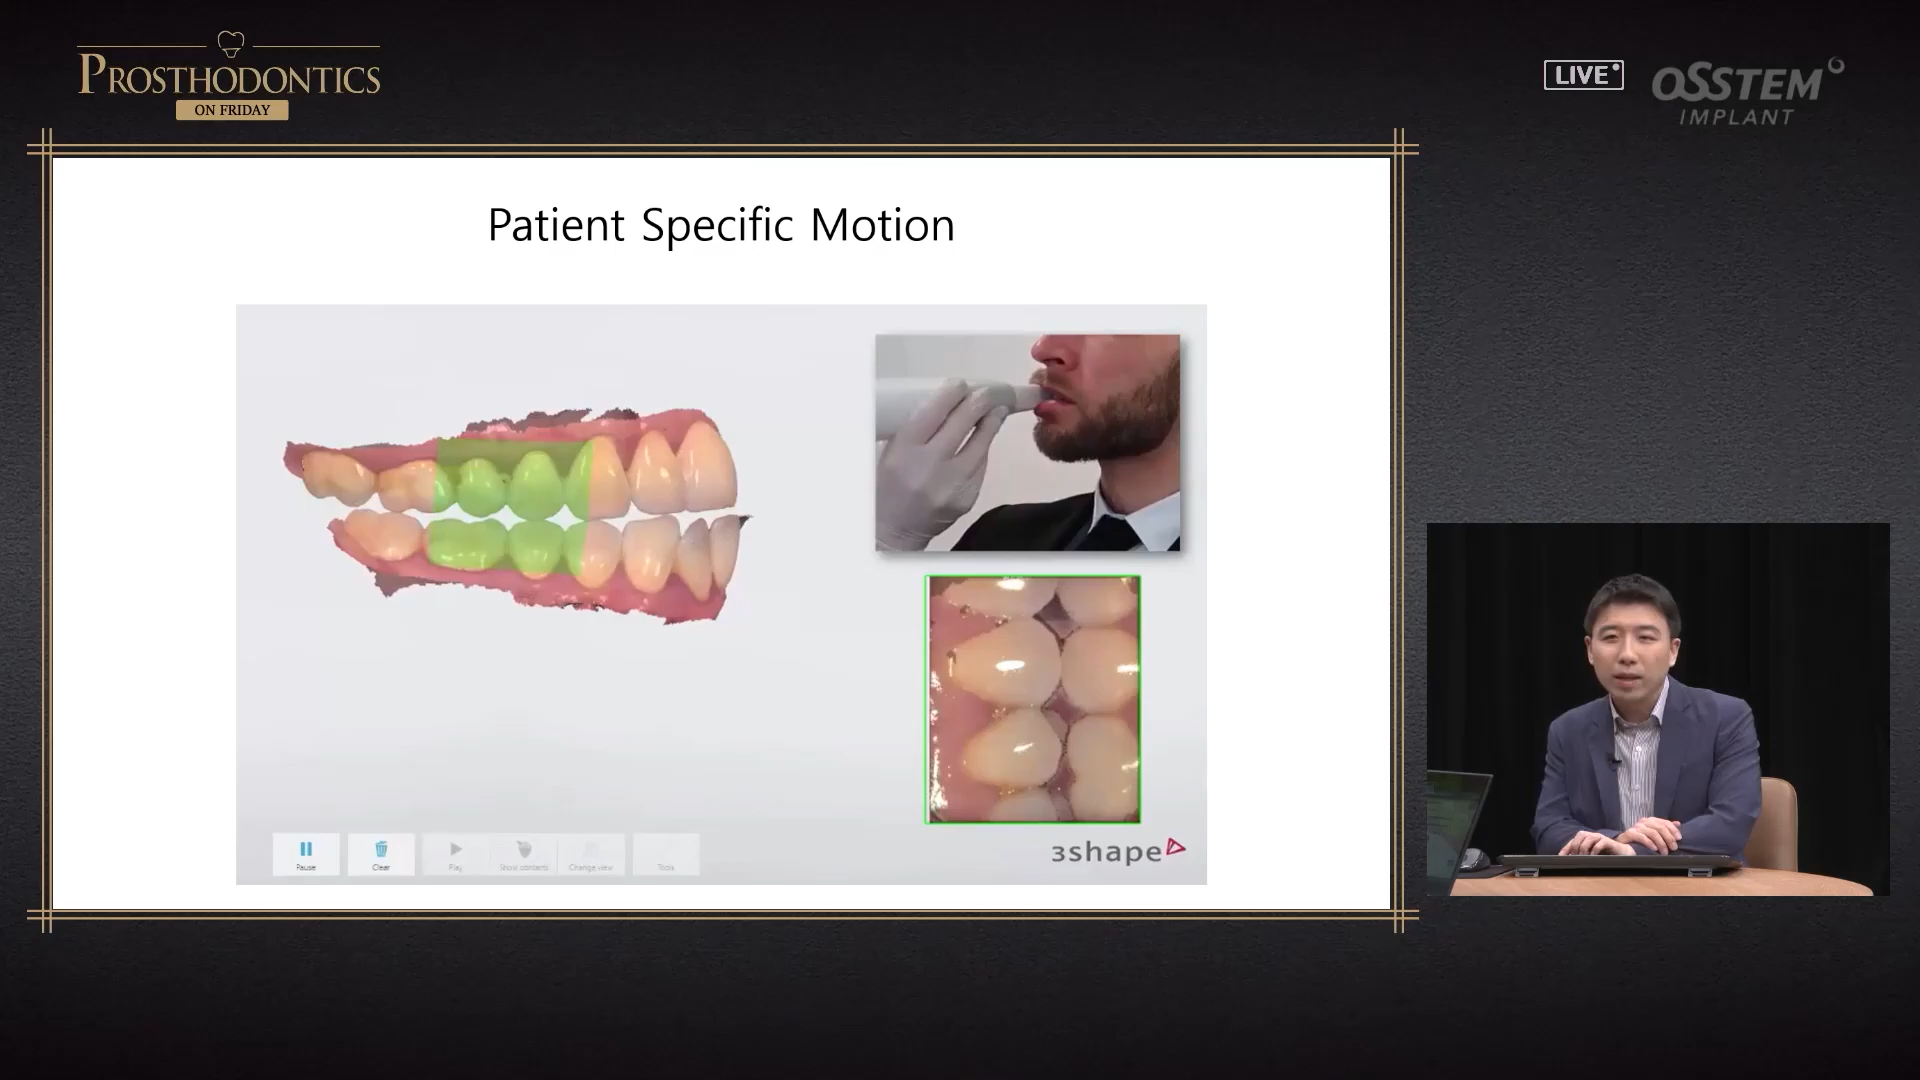 PROSTHODONTICS
ON FRIDAY
LIVE
OSSTEM
IMPLANT
Patient Specific Motion
Pause
Clear
Play
Show contacts
Change view
Tools
3shape